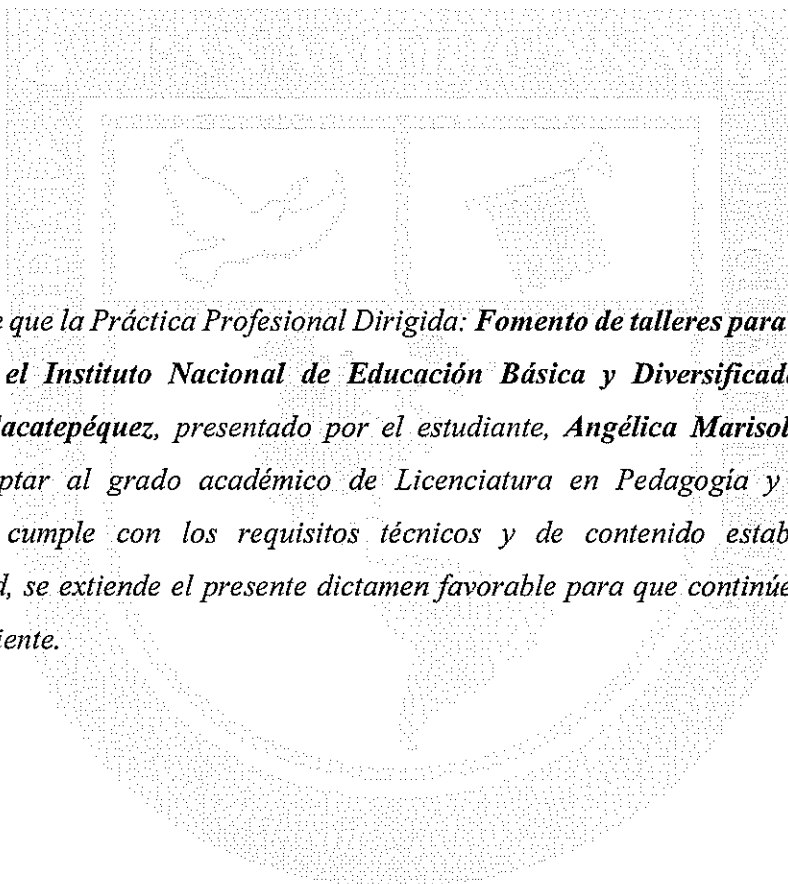 e que la Práctica Profesional Dirigida: Fomento de talleres para
el Instituto Nacional de Educación Básica y Diversificad
lacatepéquez, presentado por el estudiante, Angélica Marisol
ptar al grado académico de Licenciatura en Pedagogía y
cumple con los requisitos técnicos y de contenido estab
d, se extiende el presente dictamen favorable para que continúe
iente.